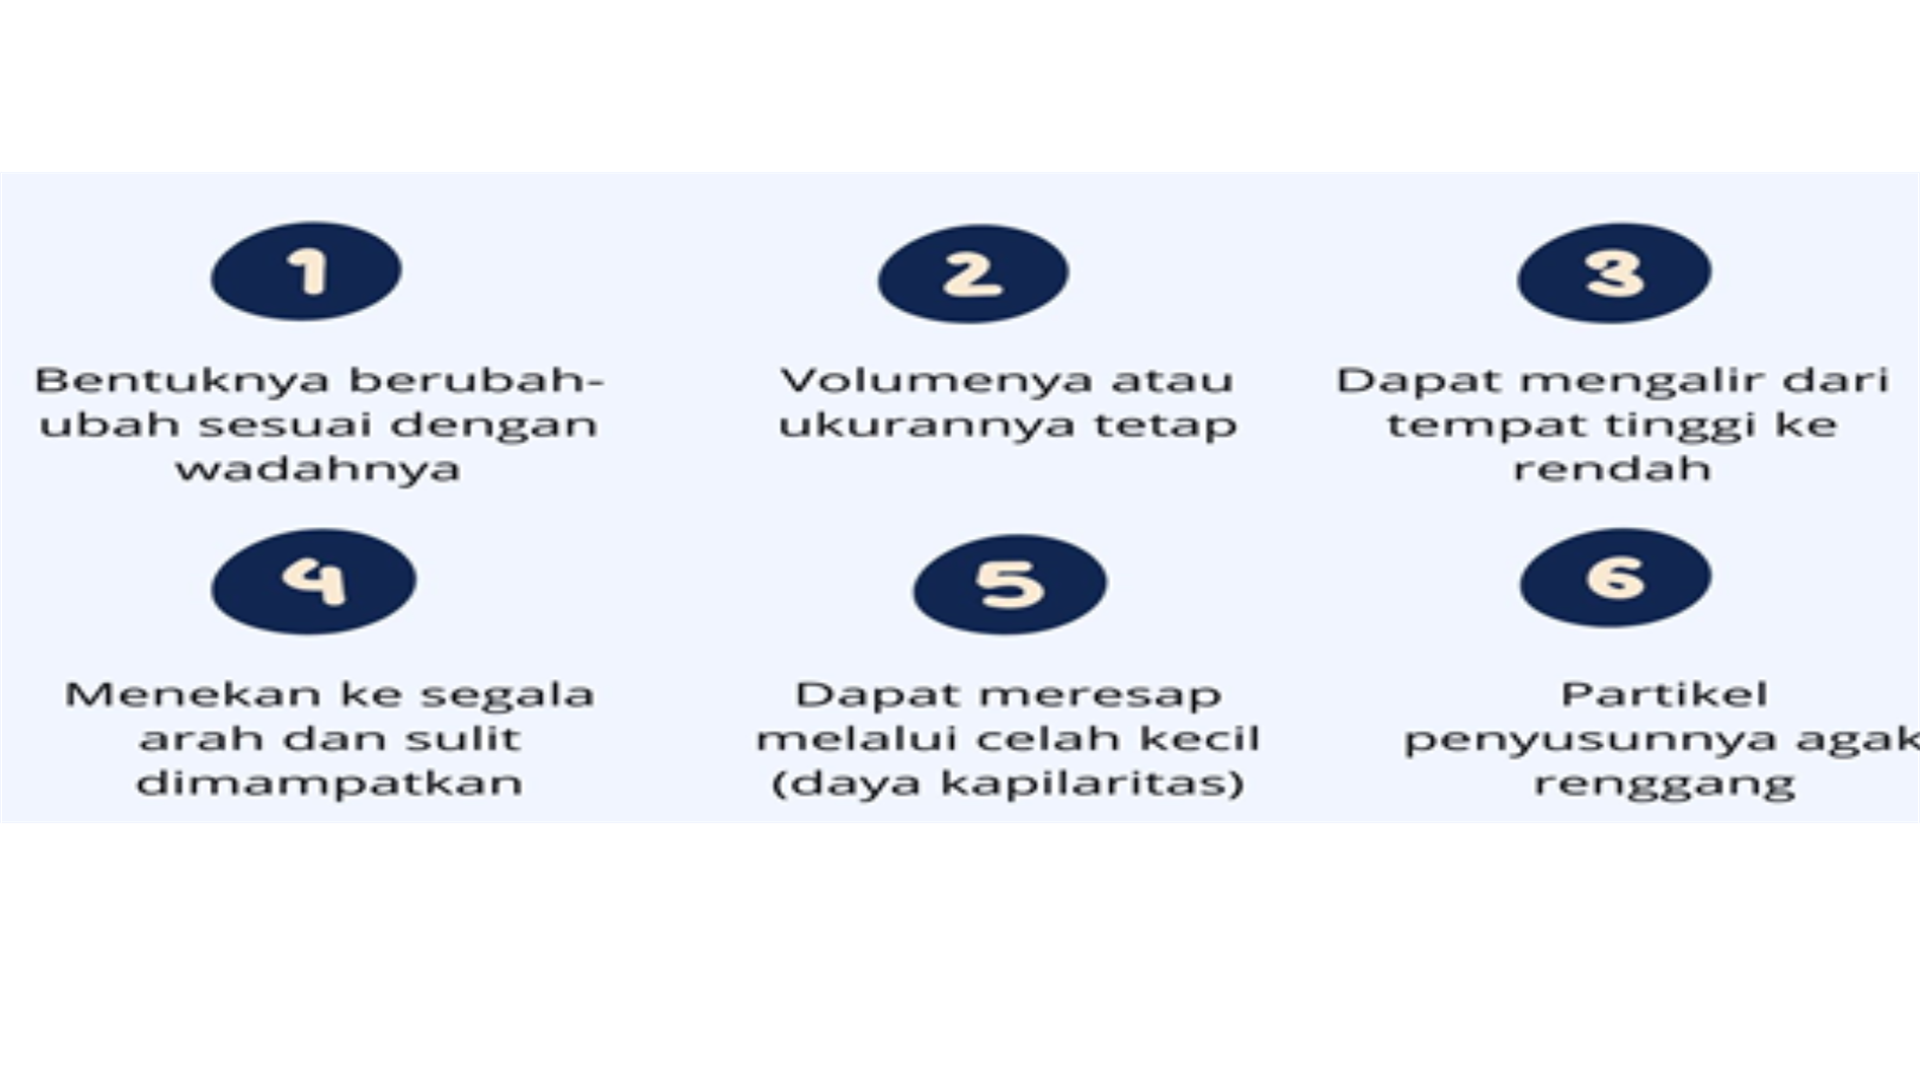 1
Bentuknya berubah-
ubah sesuai dengan
wadahnya
2
Volumenya atau
ukurannya tetap
3
Dapat mengalir dari
tempat tinggi ke
rendah
4
Menekan ke segala
arah dan sulit
dimampatkan
5
Dapat meresap
melalui celah kecil
(daya kapilaritas)
6
Partikel
penyusunnya agak
renggang